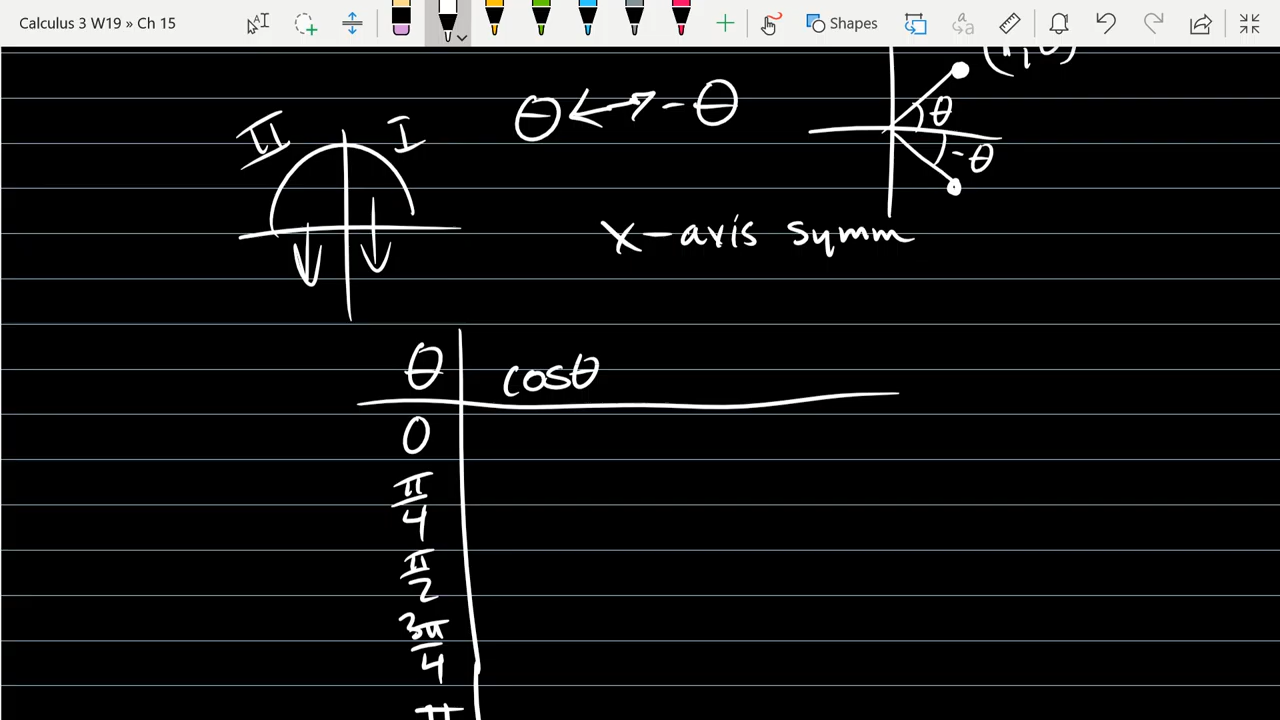 Calculus 3 W19 » Ch 15
Shapes
II I
θ ↔ -θ
θ
-θ
x-axis symm
θ cosθ
0
π/4
π/2
3π/4
π